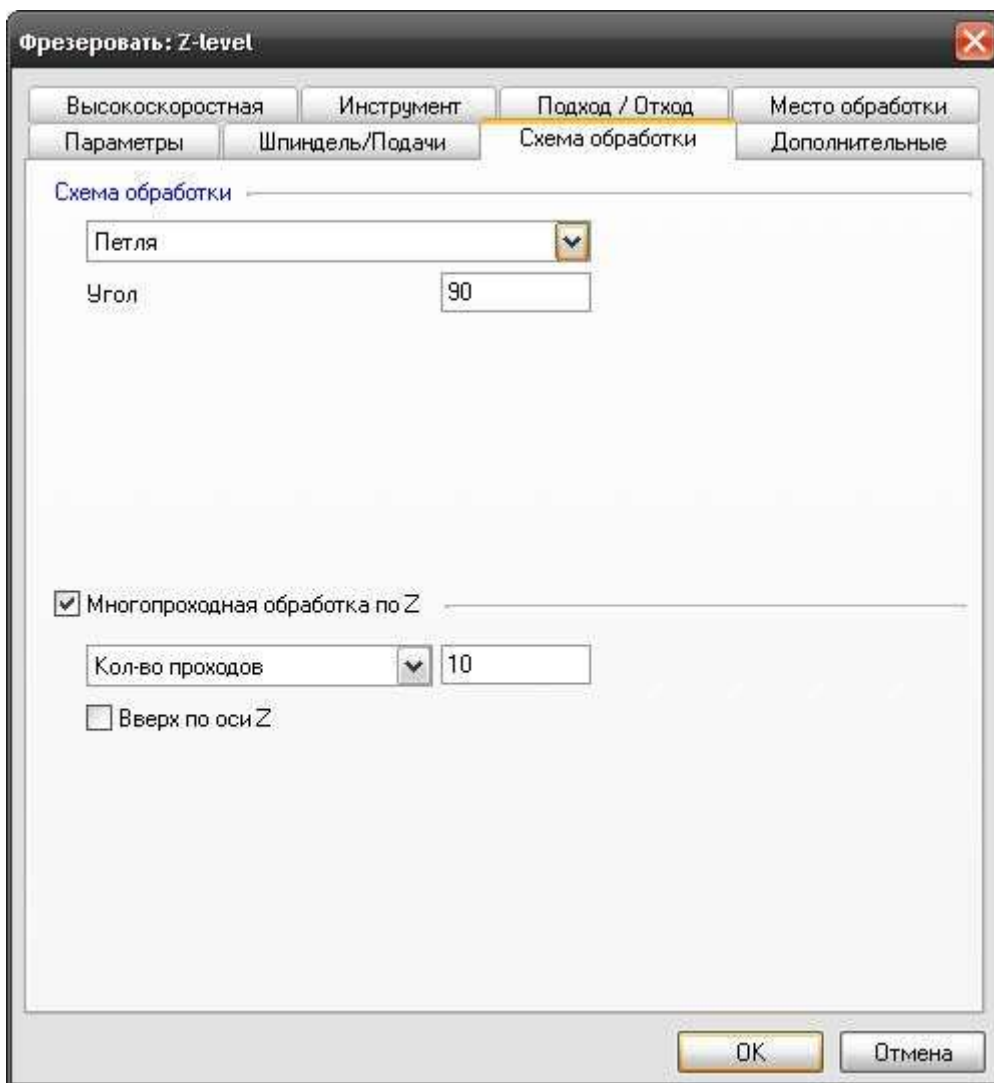 Фрезеровать: Z-level
Высокоскоростная Инструмент Подход / Отход Место обработки
Параметры Шпиндель/Подачи Схема обработки Дополнительные
Схема обработки
Петля
Угол 90
Многопроходная обработка по Z
Кол-во проходов 10
Вверх по оси Z
OK Отмена